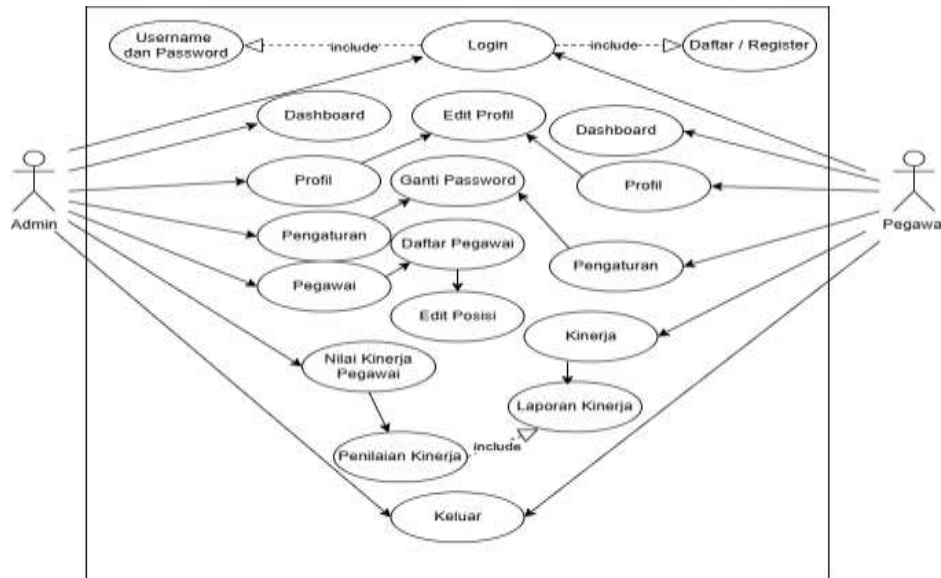 Username
dan Password
include
Login
include
Daftar / Register
Dashboard
Edit Profil
Dashboard
Profil
Ganti Password
Profil
Admin
Pegawa
Pengaturan
Daftar Pegawai
Pengaturan
Pegawai
Edit Posisi
Kinerja
Nilai Kinerja
Pegawai
Laporan Kinerja
include
Penilaian Kinerja
Keluar